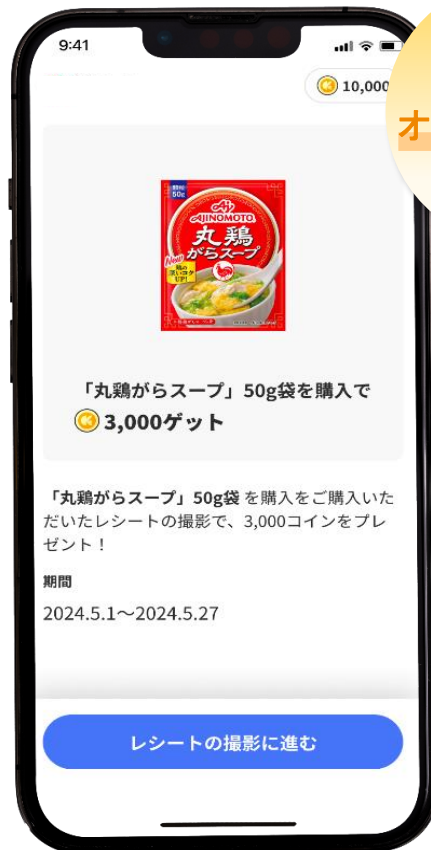 9:41
10,000
オ
50g
AJINOMOTO
丸鶏
がらスープ
New
UP!
「丸鶏がらスープ」50g袋を購入で
3,000ゲット
「丸鶏がらスープ」50g袋 を購入をご購入いた
だいたレシートの撮影で、3,000コインをプレ
ゼント！
期間
2024.5.1〜2024.5.27
レシートの撮影に進む